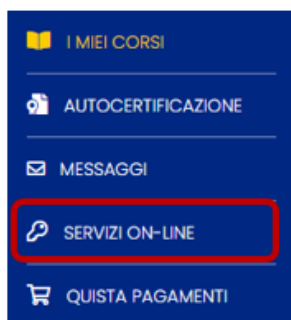 I MIEI CORSI
AUTOCERTIFICAZIONE
MESSAGGI
SERVIZI ON-LINE
QUISTA PAGAMENTI